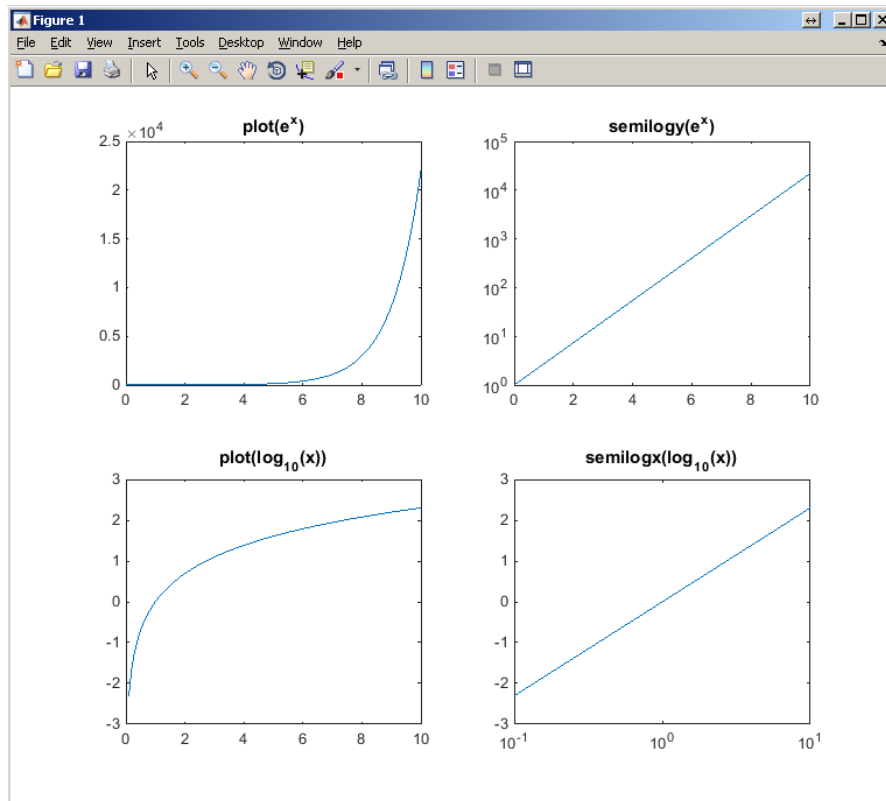 Figure 1
File Edit View Insert Tools Desktop Window Help
plot(e^x)
2.5 ×10^4
2
1.5
1
0.5
0
0 2 4 6 8 10
semilogy(e^x)
10^5
10^4
10^3
10^2
10^1
10^0
0 2 4 6 8 10
plot(log_10(x))
3
2
1
0
-1
-2
-3
0 2 4 6 8 10
semilogx(log_10(x))
3
2
1
0
-1
-2
-3
10^-1 10^0 10^1